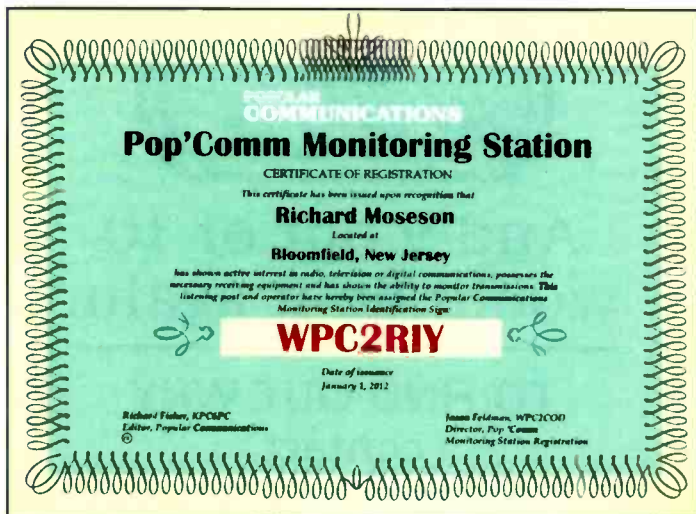 POPULAR
COMMUNICATIONS
Pop'Comm Monitoring Station
CERTIFICATE OF REGISTRATION
This certificate has been issued upon recognition that
Richard Moseson
Located at
Bloomfield, New Jersey
has shown active interest in radio, television or digital communications, possesses the
necessary receiving equipment and has shown the ability to monitor transmissions. This
listening post and operator have hereby been assigned the Popular Communications
Monitoring Station Identification Sign:
WPC2RIY
Date of issuance
January 1, 2012
Richard Fisher, KPC6PC
Editor, Popular Communications
Jason Feldman, WPC2COD
Director, Pop 'Comm
Monitoring Station Registration